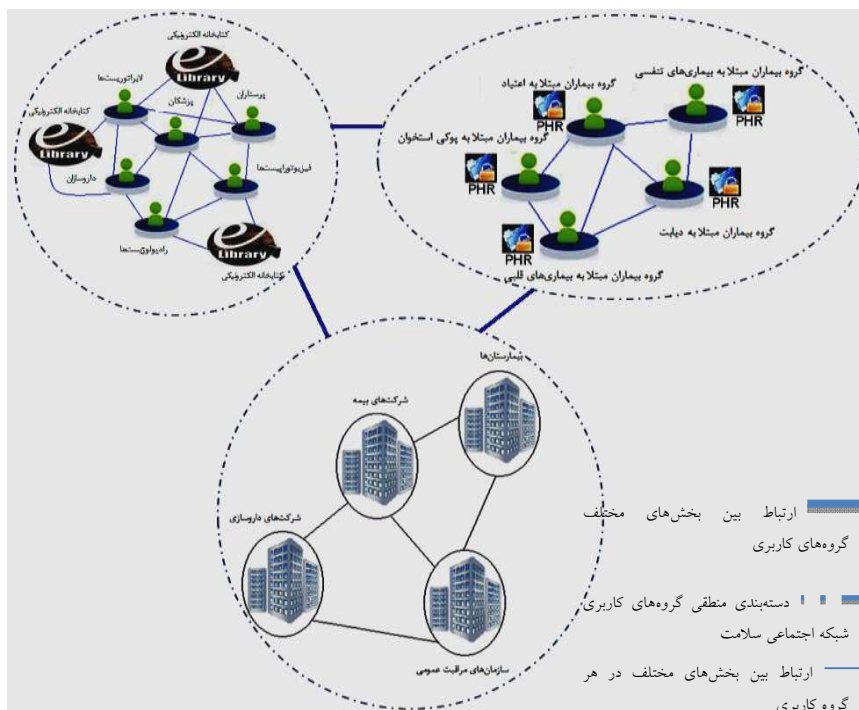 کتابخانه الکترونیکی
e Library
لابراتوریست‌ها
پرستاران
پزشکان
کتابخانه الکترونیکی
e Library
فیزیوتوراپیست‌ها
داروسازان
رادیولوژیست‌ها
e Library
کتابخانه الکترونیکی
گروه بیماران مبتلا به بیماری‌های تنفسی
گروه بیماران مبتلا به اعتیاد
PHR
PHR
گروه بیماران مبتلا به پوکی استخوان
PHR
PHR
گروه بیماران مبتلا به دیابت
PHR
گروه بیماران مبتلا به بیماری‌های قلبی
بیمارستان‌ها
شرکت‌های بیمه
شرکت‌های داروسازی
سازمان‌های مراقبت عمومی
ارتباط بین بخش‌های مختلف
گروه‌های کاربری
دسته‌بندی منطقی گروه‌های کاربری
شبکه اجتماعی سلامت
ارتباط بین بخش‌های مختلف در هر
گروه کاربری